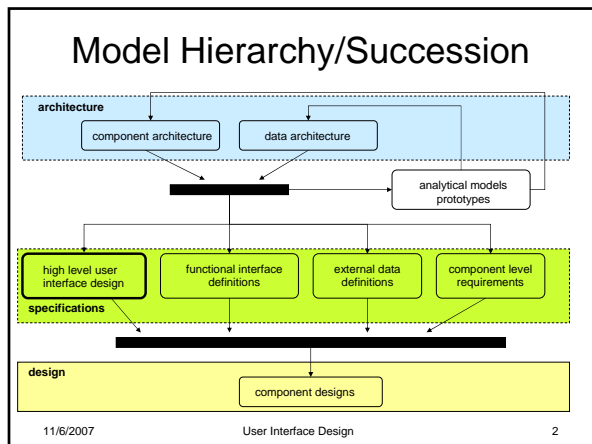 Model Hierarchy/Succession
architecture
component architecture
data architecture
analytical models
prototypes
high level user
interface design
functional interface
definitions
external data
definitions
component level
requirements
specifications
design
component designs
11/6/2007
User Interface Design
2